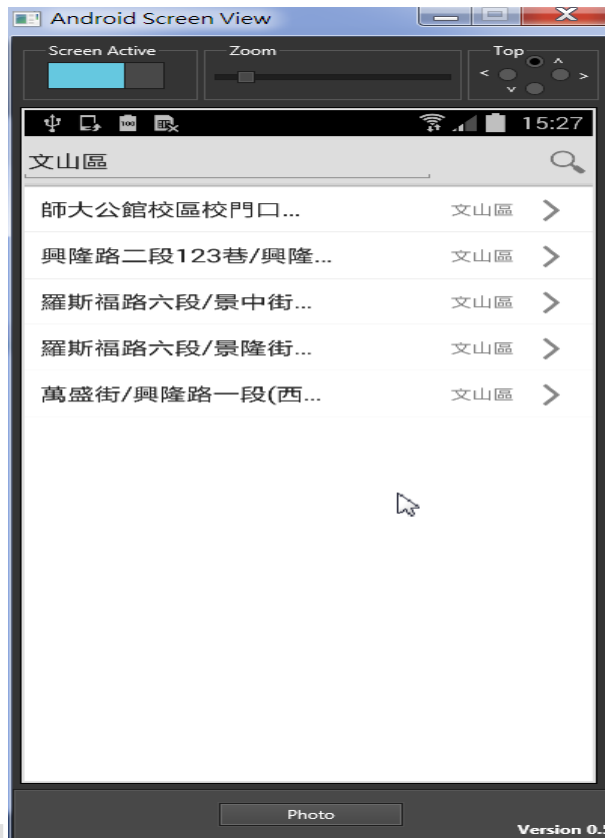 Android Screen View
Screen Active Zoom Top
< ^ >
v
100 15:27
文山區
師大公館校區校門口... 文山區
興隆路二段123巷/興隆... 文山區
羅斯福路六段/景中街... 文山區
羅斯福路六段/景隆街... 文山區
萬盛街/興隆路一段(西... 文山區
Photo
Version 0.